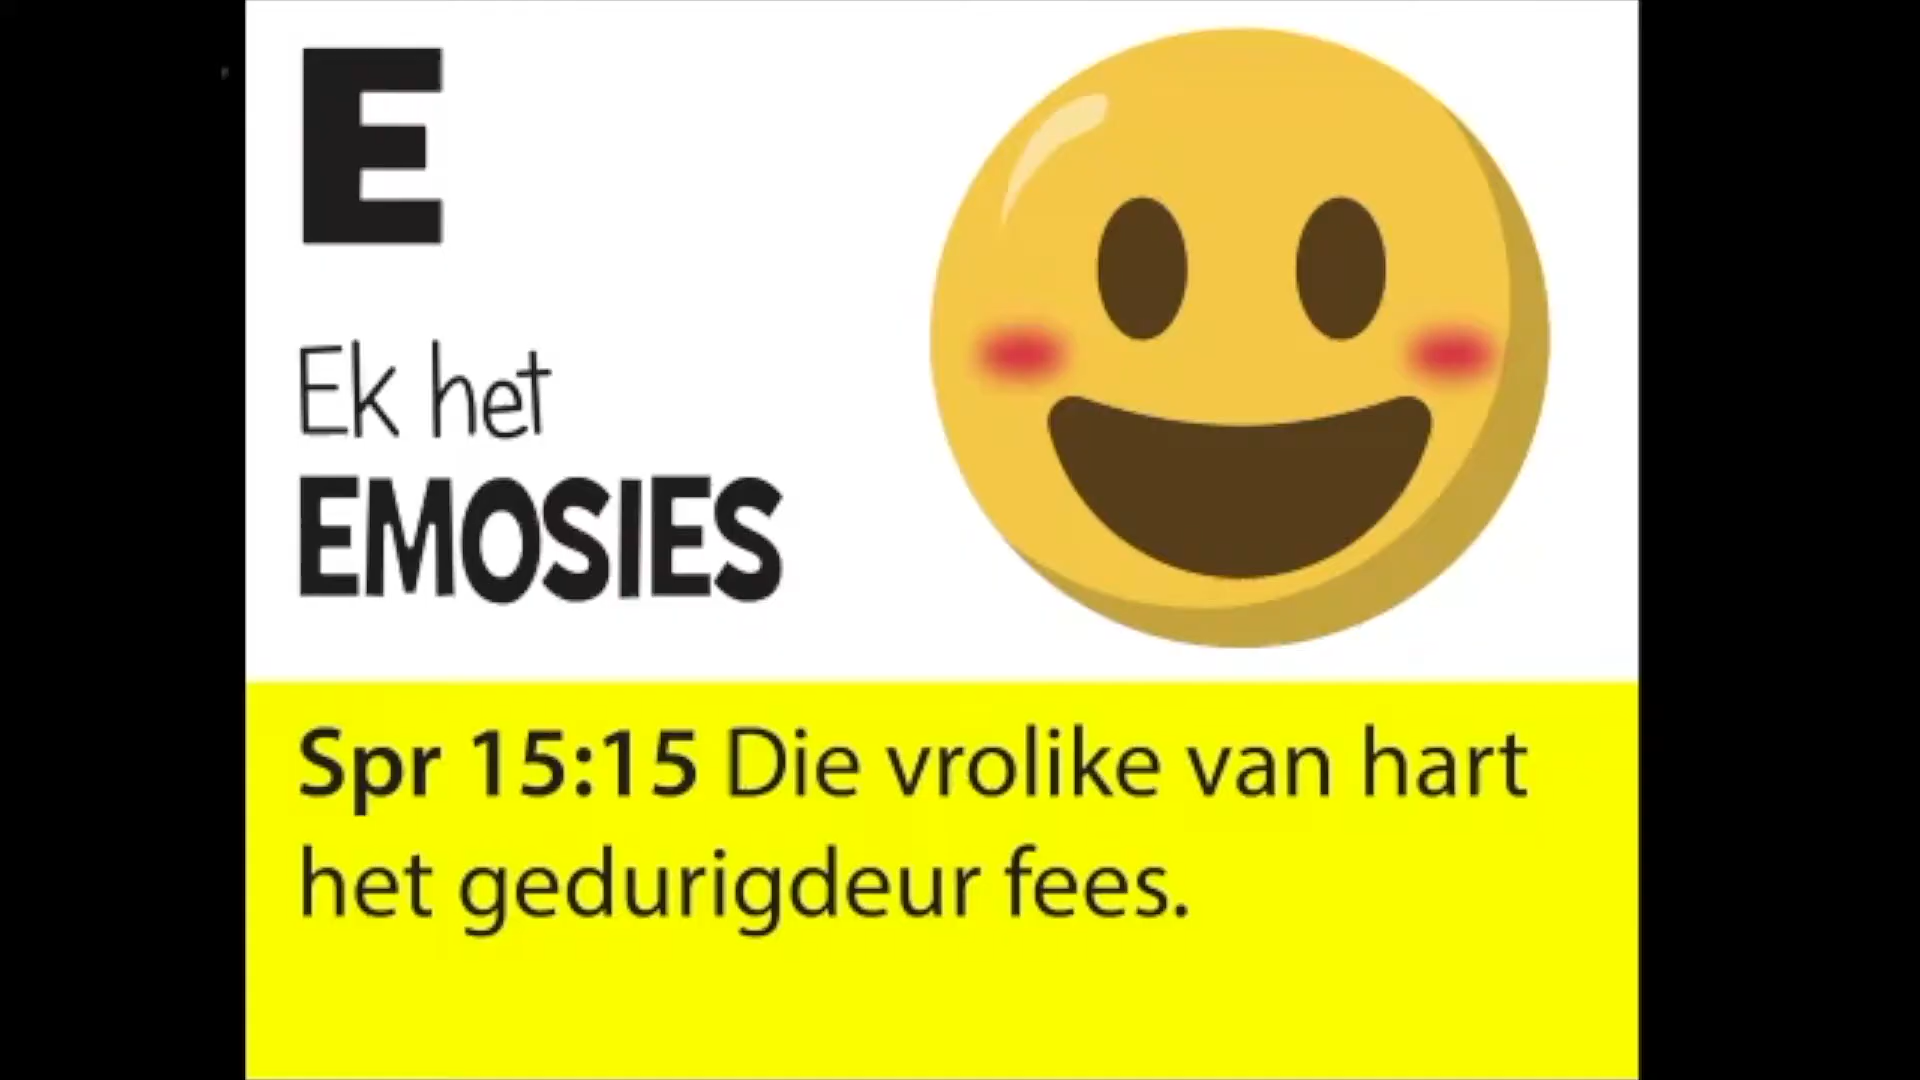 E
Ek het
EMOSIES
Spr 15:15 Die vrolike van hart
het gedurigdeur fees.